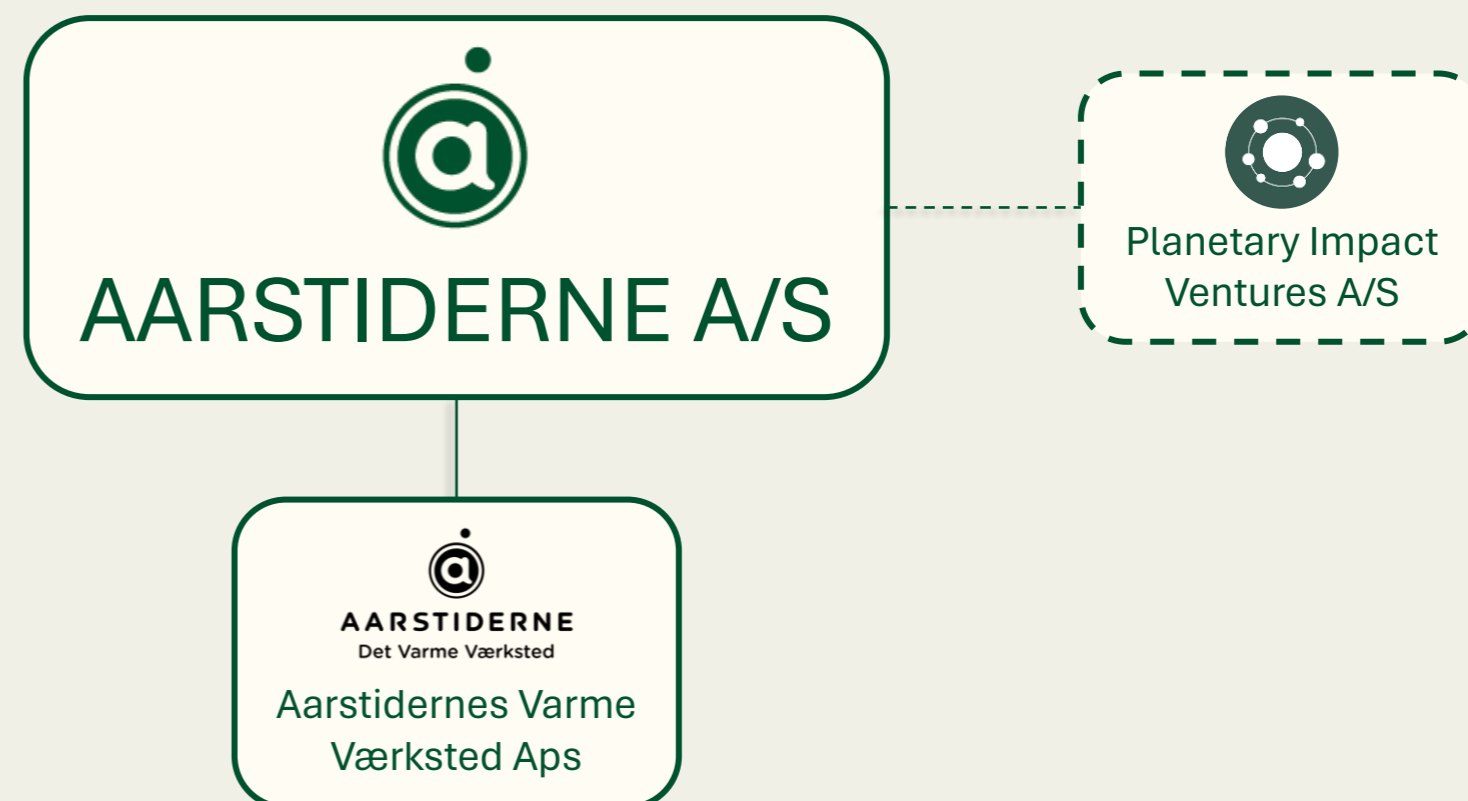 AARSTIDERNE A/S
Planetary Impact
Ventures A/S
AARSTIDERNE
Det Varme Værksted
Aarstidernes Varme
Værksted Aps